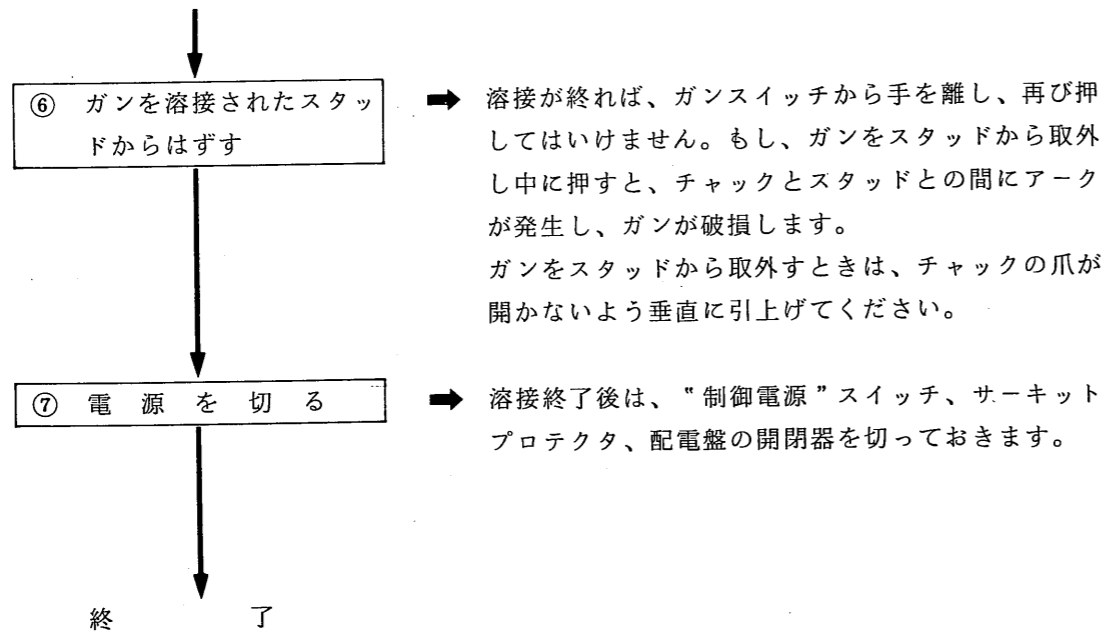 ⑥ ガンを溶接されたスタッ
ドからはずす
➡ 溶接が終れば、ガンスイッチから手を離し、再び押
してはいけません。もし、ガンをスタッドから取外
し中に押すと、チャックとスタッドとの間にアーク
が発生し、ガンが破損します。
ガンをスタッドから取外すときは、チャックの爪が
開かないよう垂直に引上げてください。
⑦ 電源を切る
➡ 溶接終了後は、〝制御電源〞スイッチ、サーキット
プロテクタ、配電盤の開閉器を切っておきます。
終 了